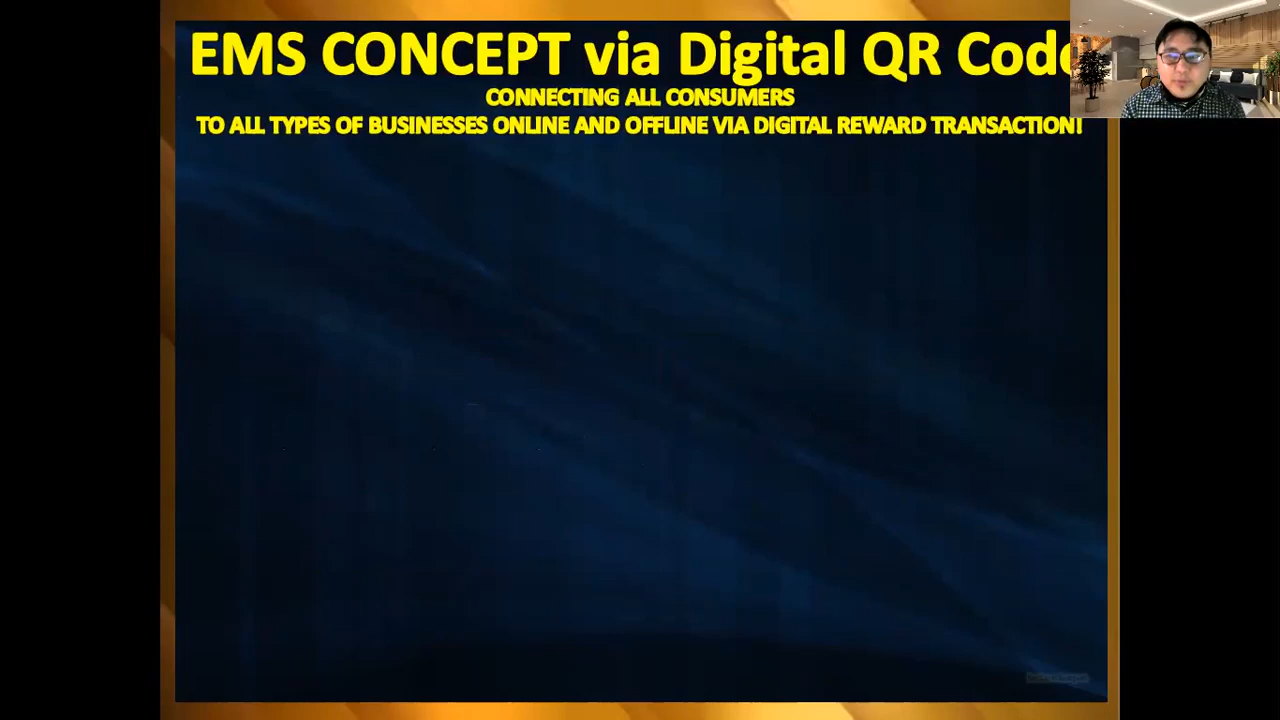 EMS CONCEPT via Digital QR Code
CONNECTING ALL CONSUMERS
TO ALL TYPES OF BUSINESSES ONLINE AND OFFLINE VIA DIGITAL REWARD TRANSACTION!